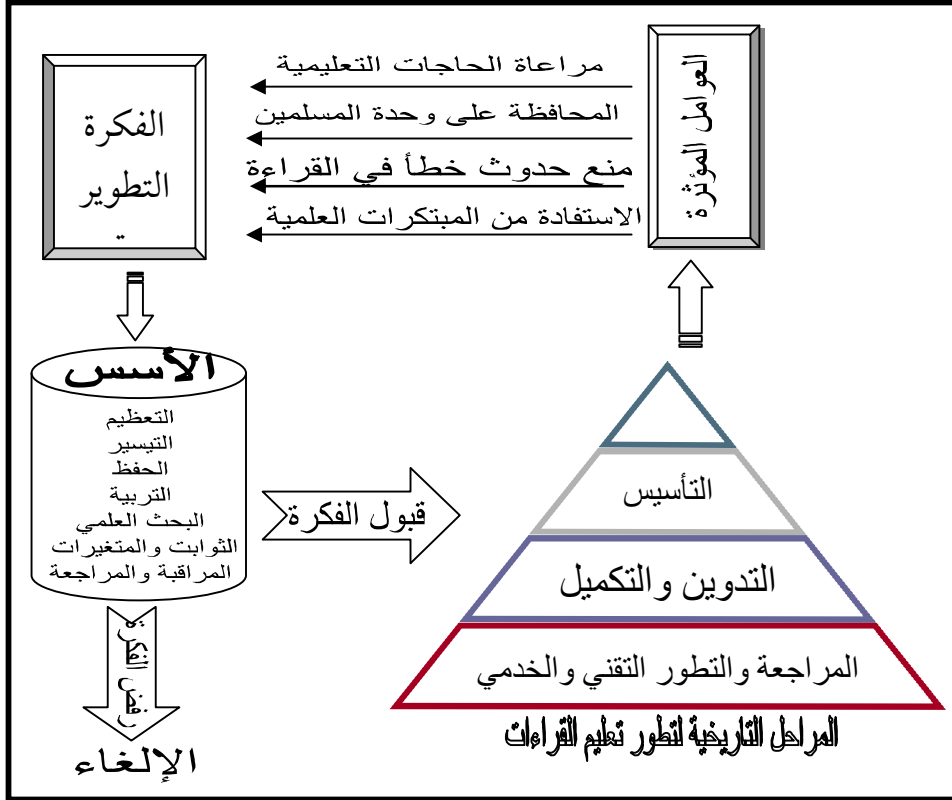 العوامل المؤثرة
مراعاة الحاجات التعليمية
المحافظة على وحدة المسلمين
منع حدوث خطأ في القراءة
الاستفادة من المبتكرات العلمية
الفكرة
التطوير
الأسس
التعظيم
التيسير
الحفظ
التربية
البحث العلمي
الثوابت والمتغيرات
المراقبة والمراجعة
قبول الفكرة
رفض الفكرة
الإلغاء
التأسيس
التدوين والتكميل
المراجعة والتطور التقني والخدمي
المراحل التاريخية لتطور تعليم القراءات